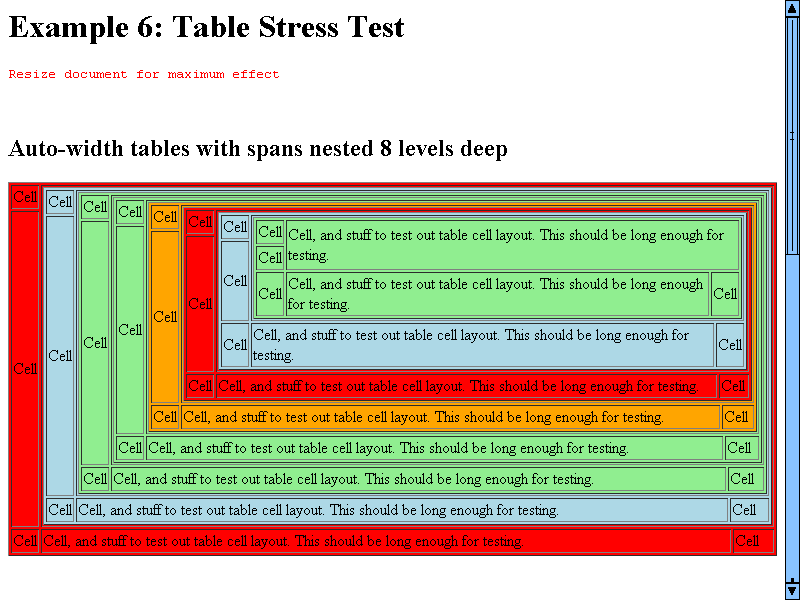 Example 6: Table Stress Test
Resize document for maximum effect
Auto-width tables with spans nested 8 levels deep
Cell
Cell
Cell
Cell
Cell
Cell
Cell
Cell
Cell, and stuff to test out table cell layout. This should be long enough for
testing.
Cell
Cell
Cell, and stuff to test out table cell layout. This should be long enough
for testing.
Cell
Cell
Cell
Cell, and stuff to test out table cell layout. This should be long enough for
testing.
Cell
Cell
Cell
Cell, and stuff to test out table cell layout. This should be long enough for testing.
Cell
Cell
Cell
Cell, and stuff to test out table cell layout. This should be long enough for testing.
Cell
Cell
Cell
Cell, and stuff to test out table cell layout. This should be long enough for testing.
Cell
Cell
Cell
Cell, and stuff to test out table cell layout. This should be long enough for testing.
Cell
Cell
Cell
Cell, and stuff to test out table cell layout. This should be long enough for testing.
Cell
Cell
Cell
Cell, and stuff to test out table cell layout. This should be long enough for testing.
Cell